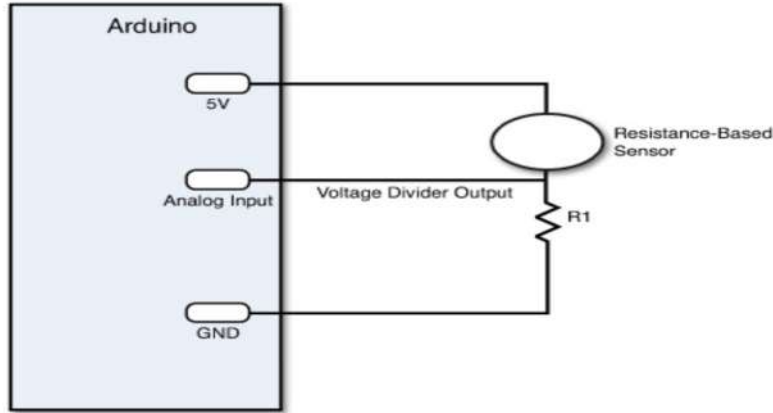 Arduino
5V
Resistance-Based
Sensor
Analog Input
Voltage Divider Output
R1
GND